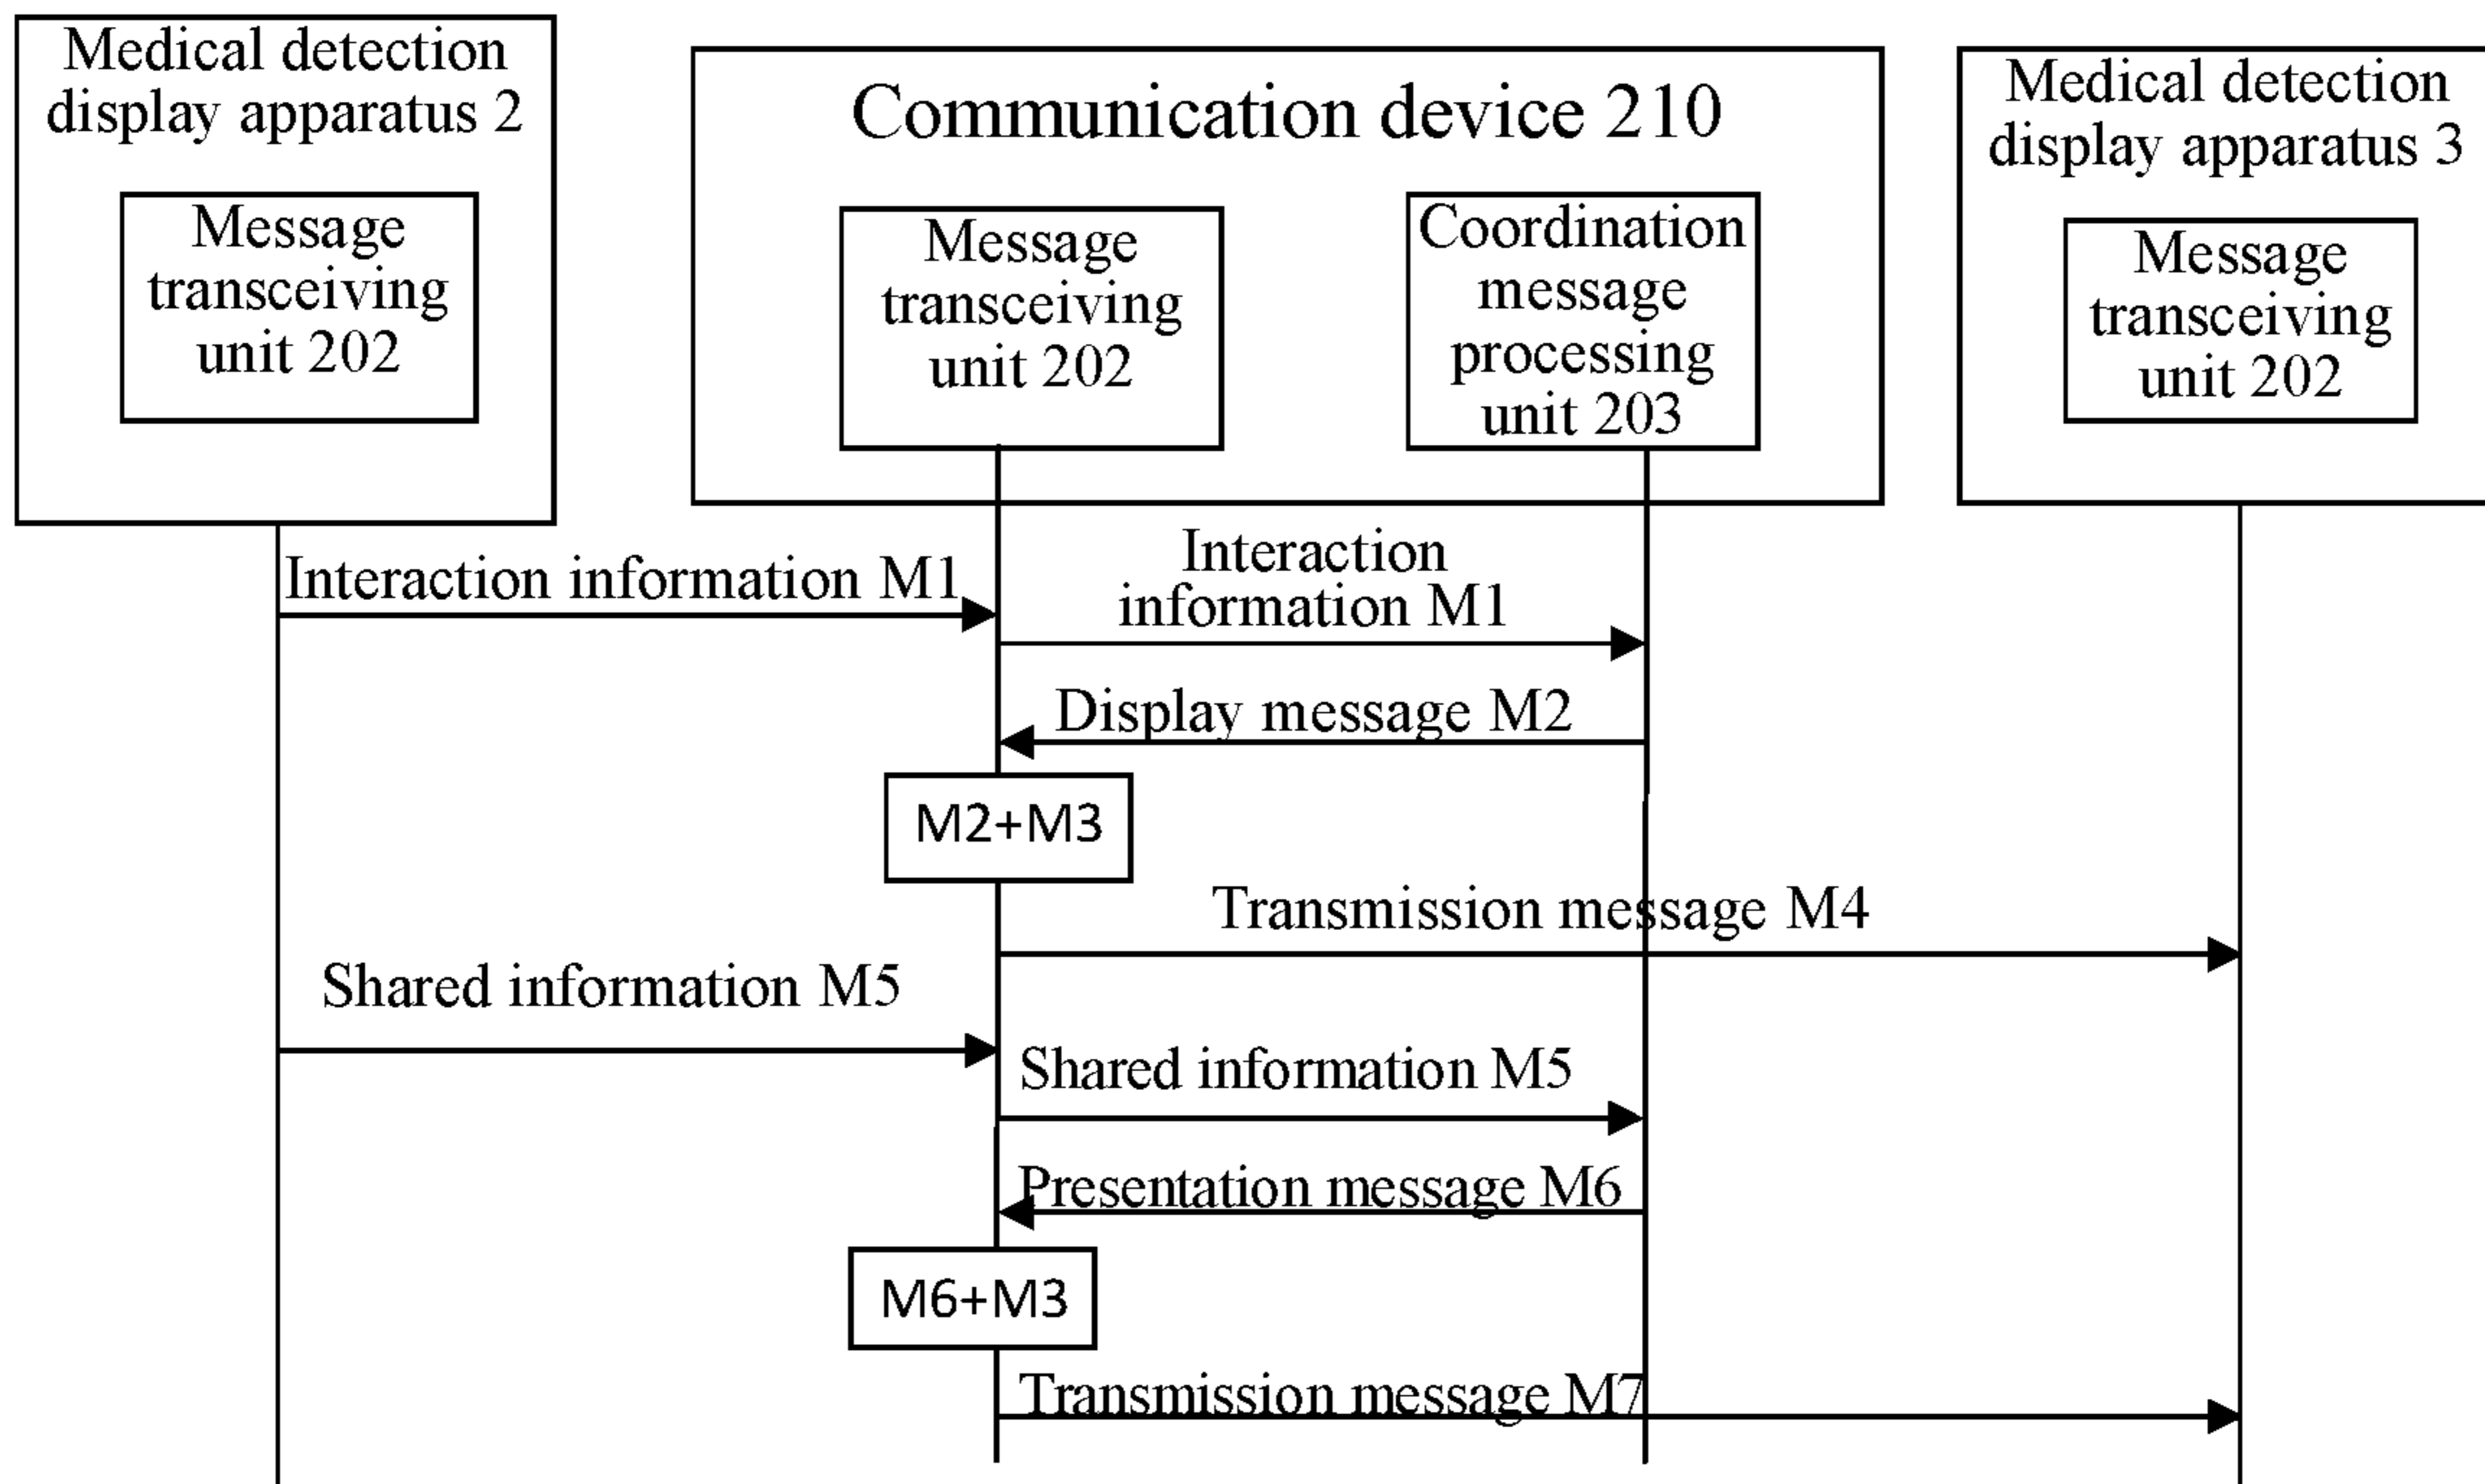 Medical detection
display apparatus 2
Message
transceiving
unit 202
Communication device 210
Message
transceiving
unit 202
Coordination
message
processing
unit 203
Medical detection
display apparatus 3
Message
transceiving
unit 202
Interaction information M1
Interaction
information M1
Display message M2
M2+M3
Transmission message M4
Shared information M5
Shared information M5
Presentation message M6
M6+M3
Transmission message M7